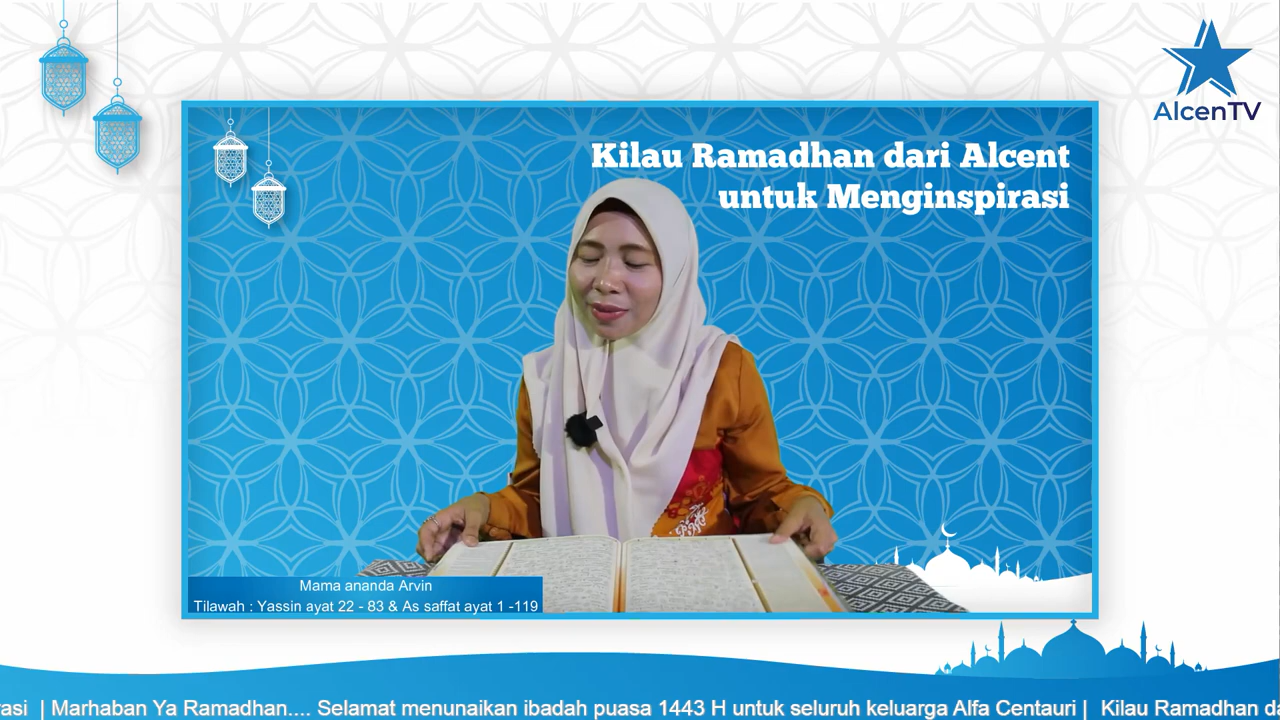 AlcenTV
Kilau Ramadhan dari Alcent
untuk Menginspirasi
Mama ananda Arvin
Tilawah : Yassin ayat 22 - 83 & As saffat ayat 1 -119
rasi | Marhaban Ya Ramadhan.... Selamat menunaikan ibadah puasa 1443 H untuk seluruh keluarga Alfa Centauri | Kilau Ramadhan da